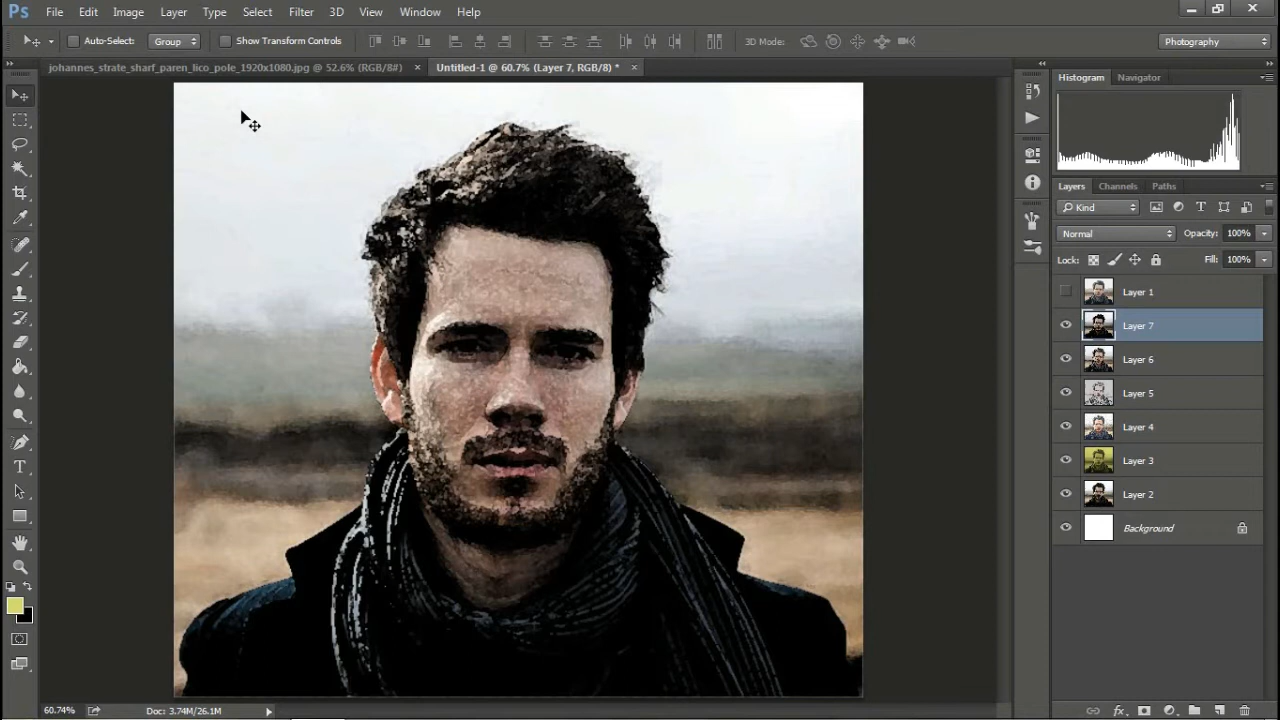 Ps File Edit Image Layer Type Select Filter 3D View Window Help
Auto-Select: Group Show Transform Controls 3D Mode: Photography
johannes_strate_sharf_paren_lico_pole_1920x1080.jpg @ 52.6% (RGB/8#) × Untitled-1 @ 60.7% (Layer 7, RGB/8) * ×
Histogram Navigator
Layers Channels Paths
Kind
Normal Opacity: 100%
Lock: Fill: 100%
Layer 1
Layer 7
Layer 6
Layer 5
Layer 4
Layer 3
Layer 2
Background
60.74% Doc: 3.74M/26.1M